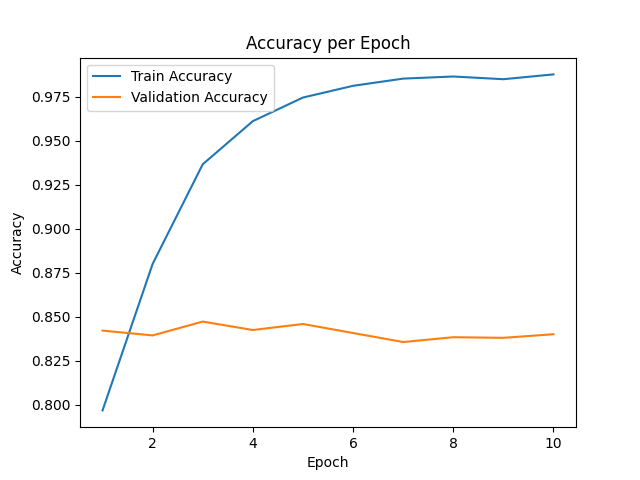 Accuracy per Epoch
Train Accuracy
Validation Accuracy
0.975
0.950
0.925
0.900
0.875
0.850
0.825
0.800
Accuracy
2 4 6 8 10
Epoch